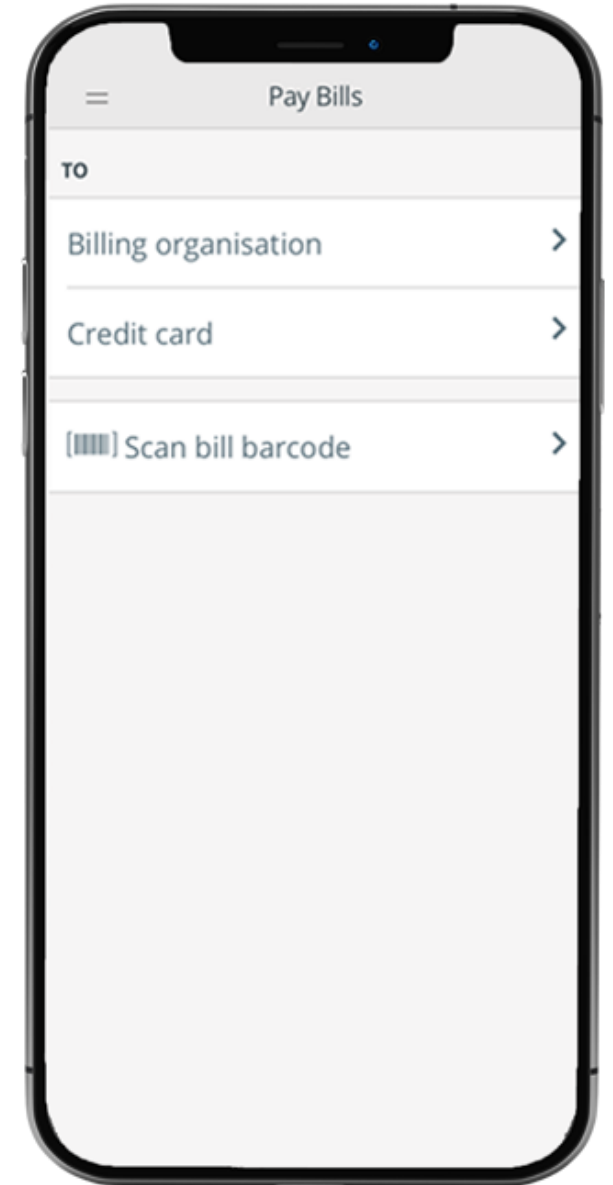 Pay Bills
TO
Billing organisation
Credit card
Scan bill barcode